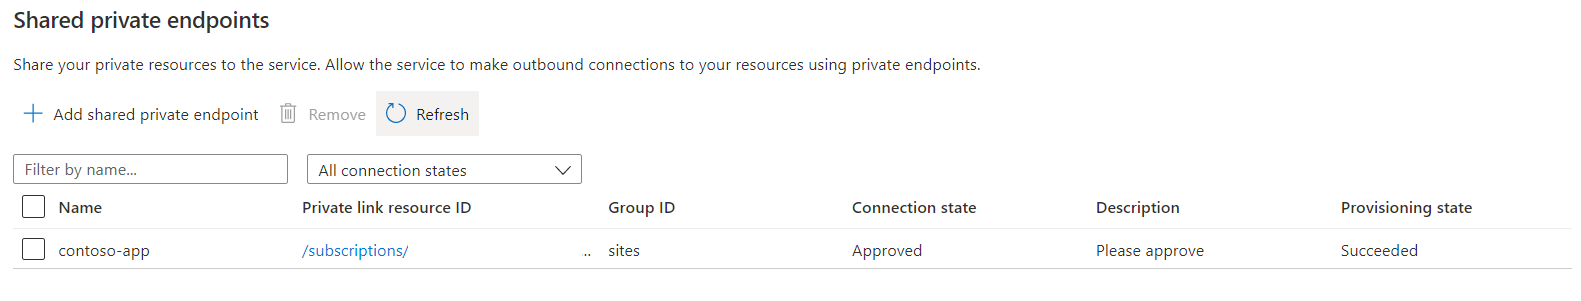 Shared private endpoints
Share your private resources to the service. Allow the service to make outbound connections to your resources using private endpoints.
Add shared private endpoint Remove Refresh
Filter by name... All connection states
Name Private link resource ID Group ID Connection state Description Provisioning state
contoso-app /subscriptions/ .. sites Approved Please approve Succeeded